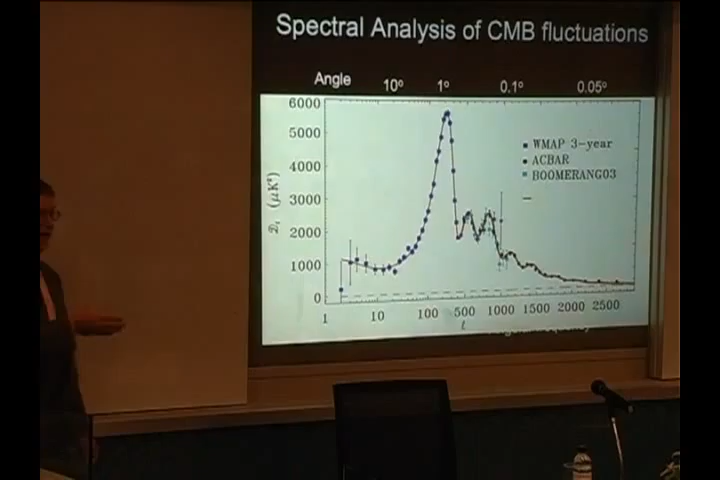 Spectral Analysis of CMB fluctuations
Angle 10° 1° 0.1° 0.05°
6000
5000
4000
3000
2000
1000
0
(μK²)
WMAP 3-year
ACBAR
BOOMERANG03
1 10 100 500 1000 1500 2000 2500
ℓ